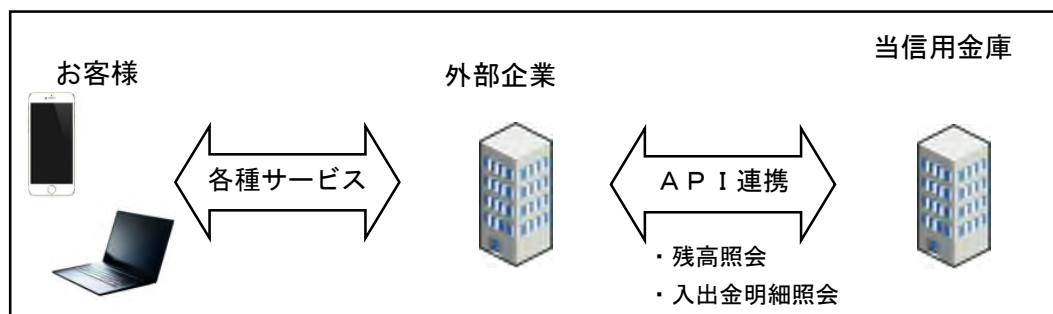 お客様
外部企業
当信用金庫
各種サービス
ＡＰＩ連携
・残高照会
・入出金明細照会